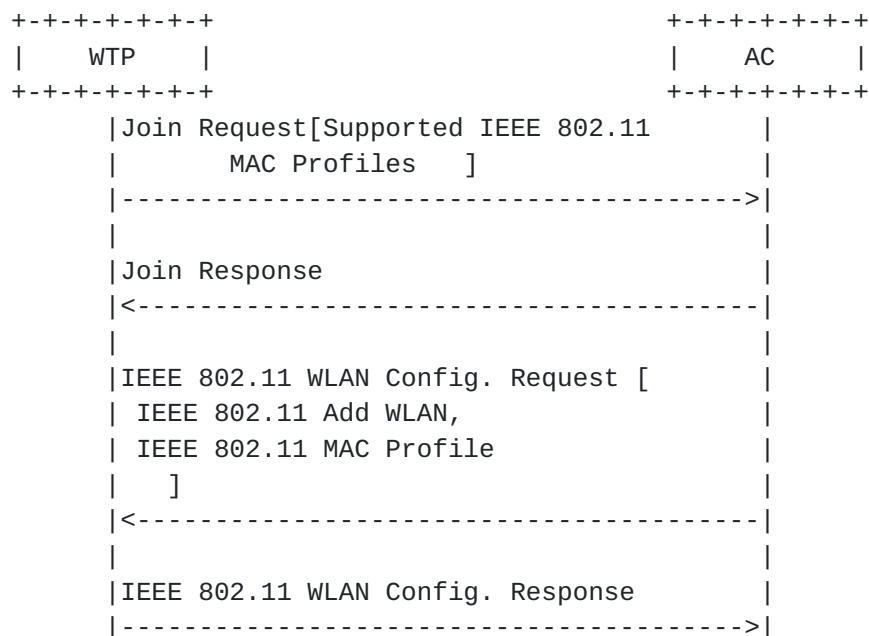 +-+-+-+-+-+-+                             +-+-+-+-+-+-+
|    WTP    |                             |    AC     |
+-+-+-+-+-+-+                             +-+-+-+-+-+-+
      |Join Request[Supported IEEE 802.11       |
      |       MAC Profiles   ]                  |
      |---------------------------------------->|
      |                                         |
      |Join Response                            |
      |<----------------------------------------|
      |                                         |
      |IEEE 802.11 WLAN Config. Request [       |
      | IEEE 802.11 Add WLAN,                   |
      | IEEE 802.11 MAC Profile                 |
      |   ]                                     |
      |<----------------------------------------|
      |                                         |
      |IEEE 802.11 WLAN Config. Response        |
      |---------------------------------------->|